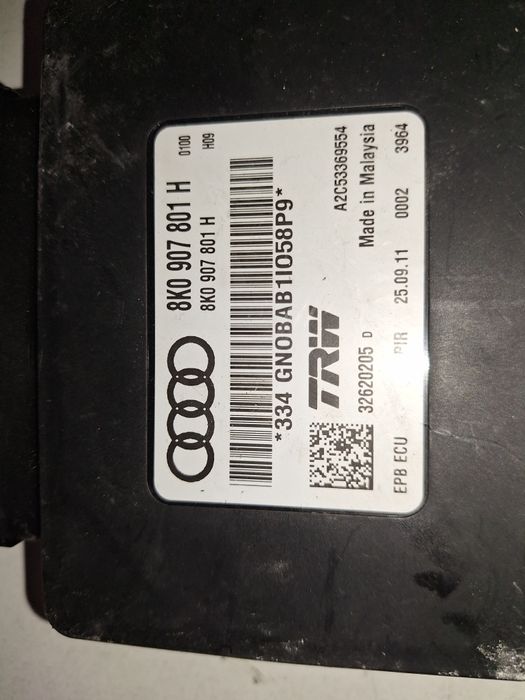 8K0 907 801 H 0100
8K0 907 801 H H09
*334 GNOBAB1IO58P9*
TRW
A2C53369554
32620205 D Made in Malaysia
EPB ECU PIR 25.09.11 0002 3964